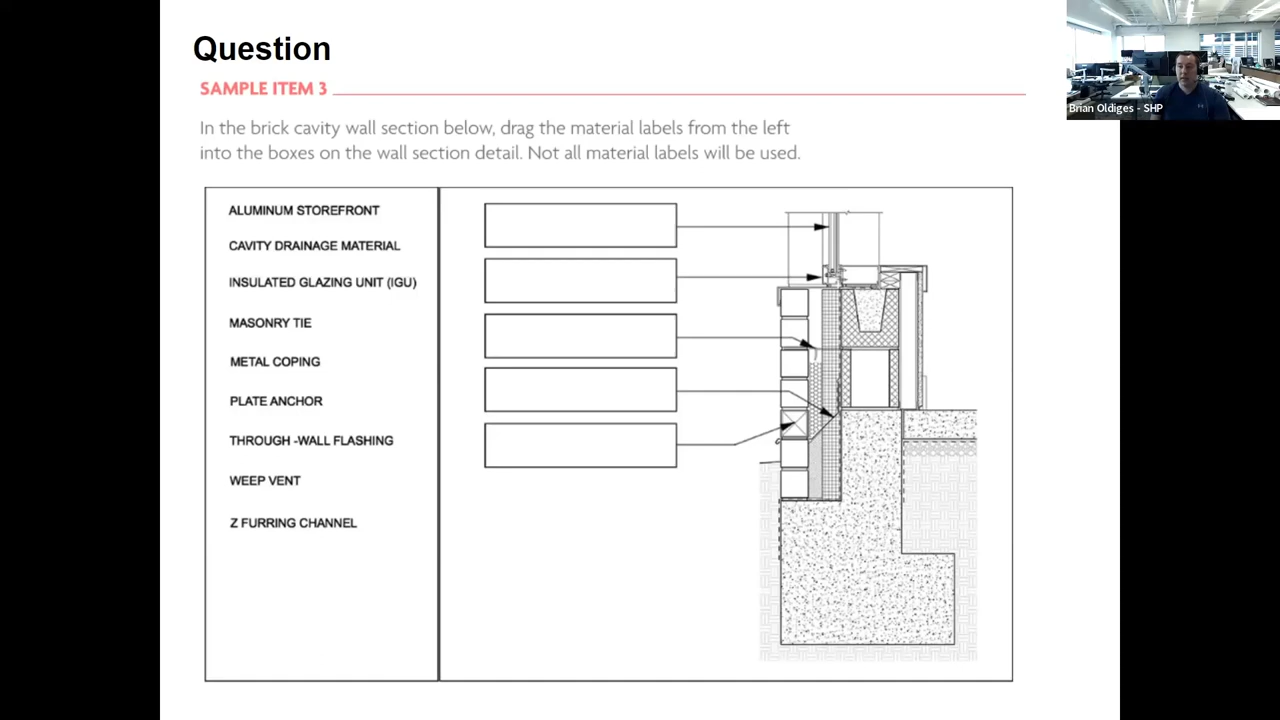 Question
SAMPLE ITEM 3
In the brick cavity wall section below, drag the material labels from the left
into the boxes on the wall section detail. Not all material labels will be used.
ALUMINUM STOREFRONT
CAVITY DRAINAGE MATERIAL
INSULATED GLAZING UNIT (IGU)
MASONRY TIE
METAL COPING
PLATE ANCHOR
THROUGH -WALL FLASHING
WEEP VENT
Z FURRING CHANNEL
Brian Oldiges - SHP